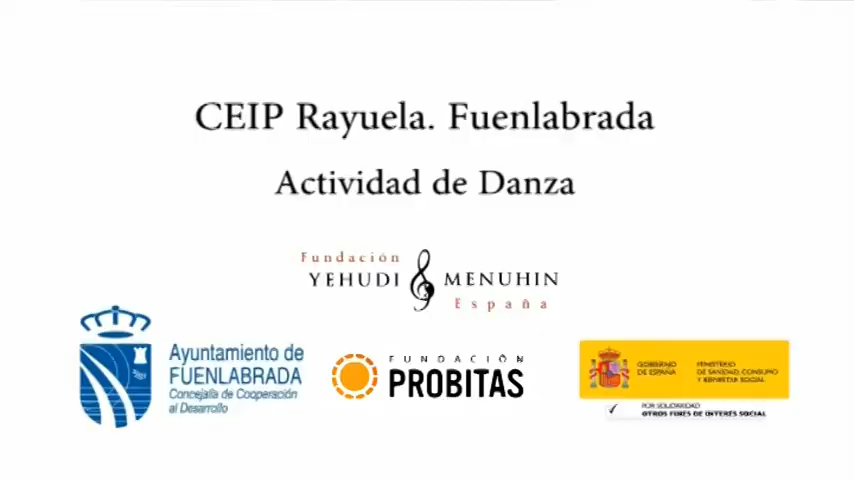 CEIP Rayuela. Fuenlabrada
Actividad de Danza
Fundación
YEHUDI MENUHIN
España
Ayuntamiento de
FUENLABRADA
Concejalía de Cooperación
al Desarrollo
FUNDACIÓN
PROBITAS
GOBIERNO
DE ESPAÑA
MINISTERIO
DE SANIDAD, CONSUMO
Y BIENESTAR SOCIAL
POR SOLIDARIDAD
OTROS FINES DE INTERÉS SOCIAL